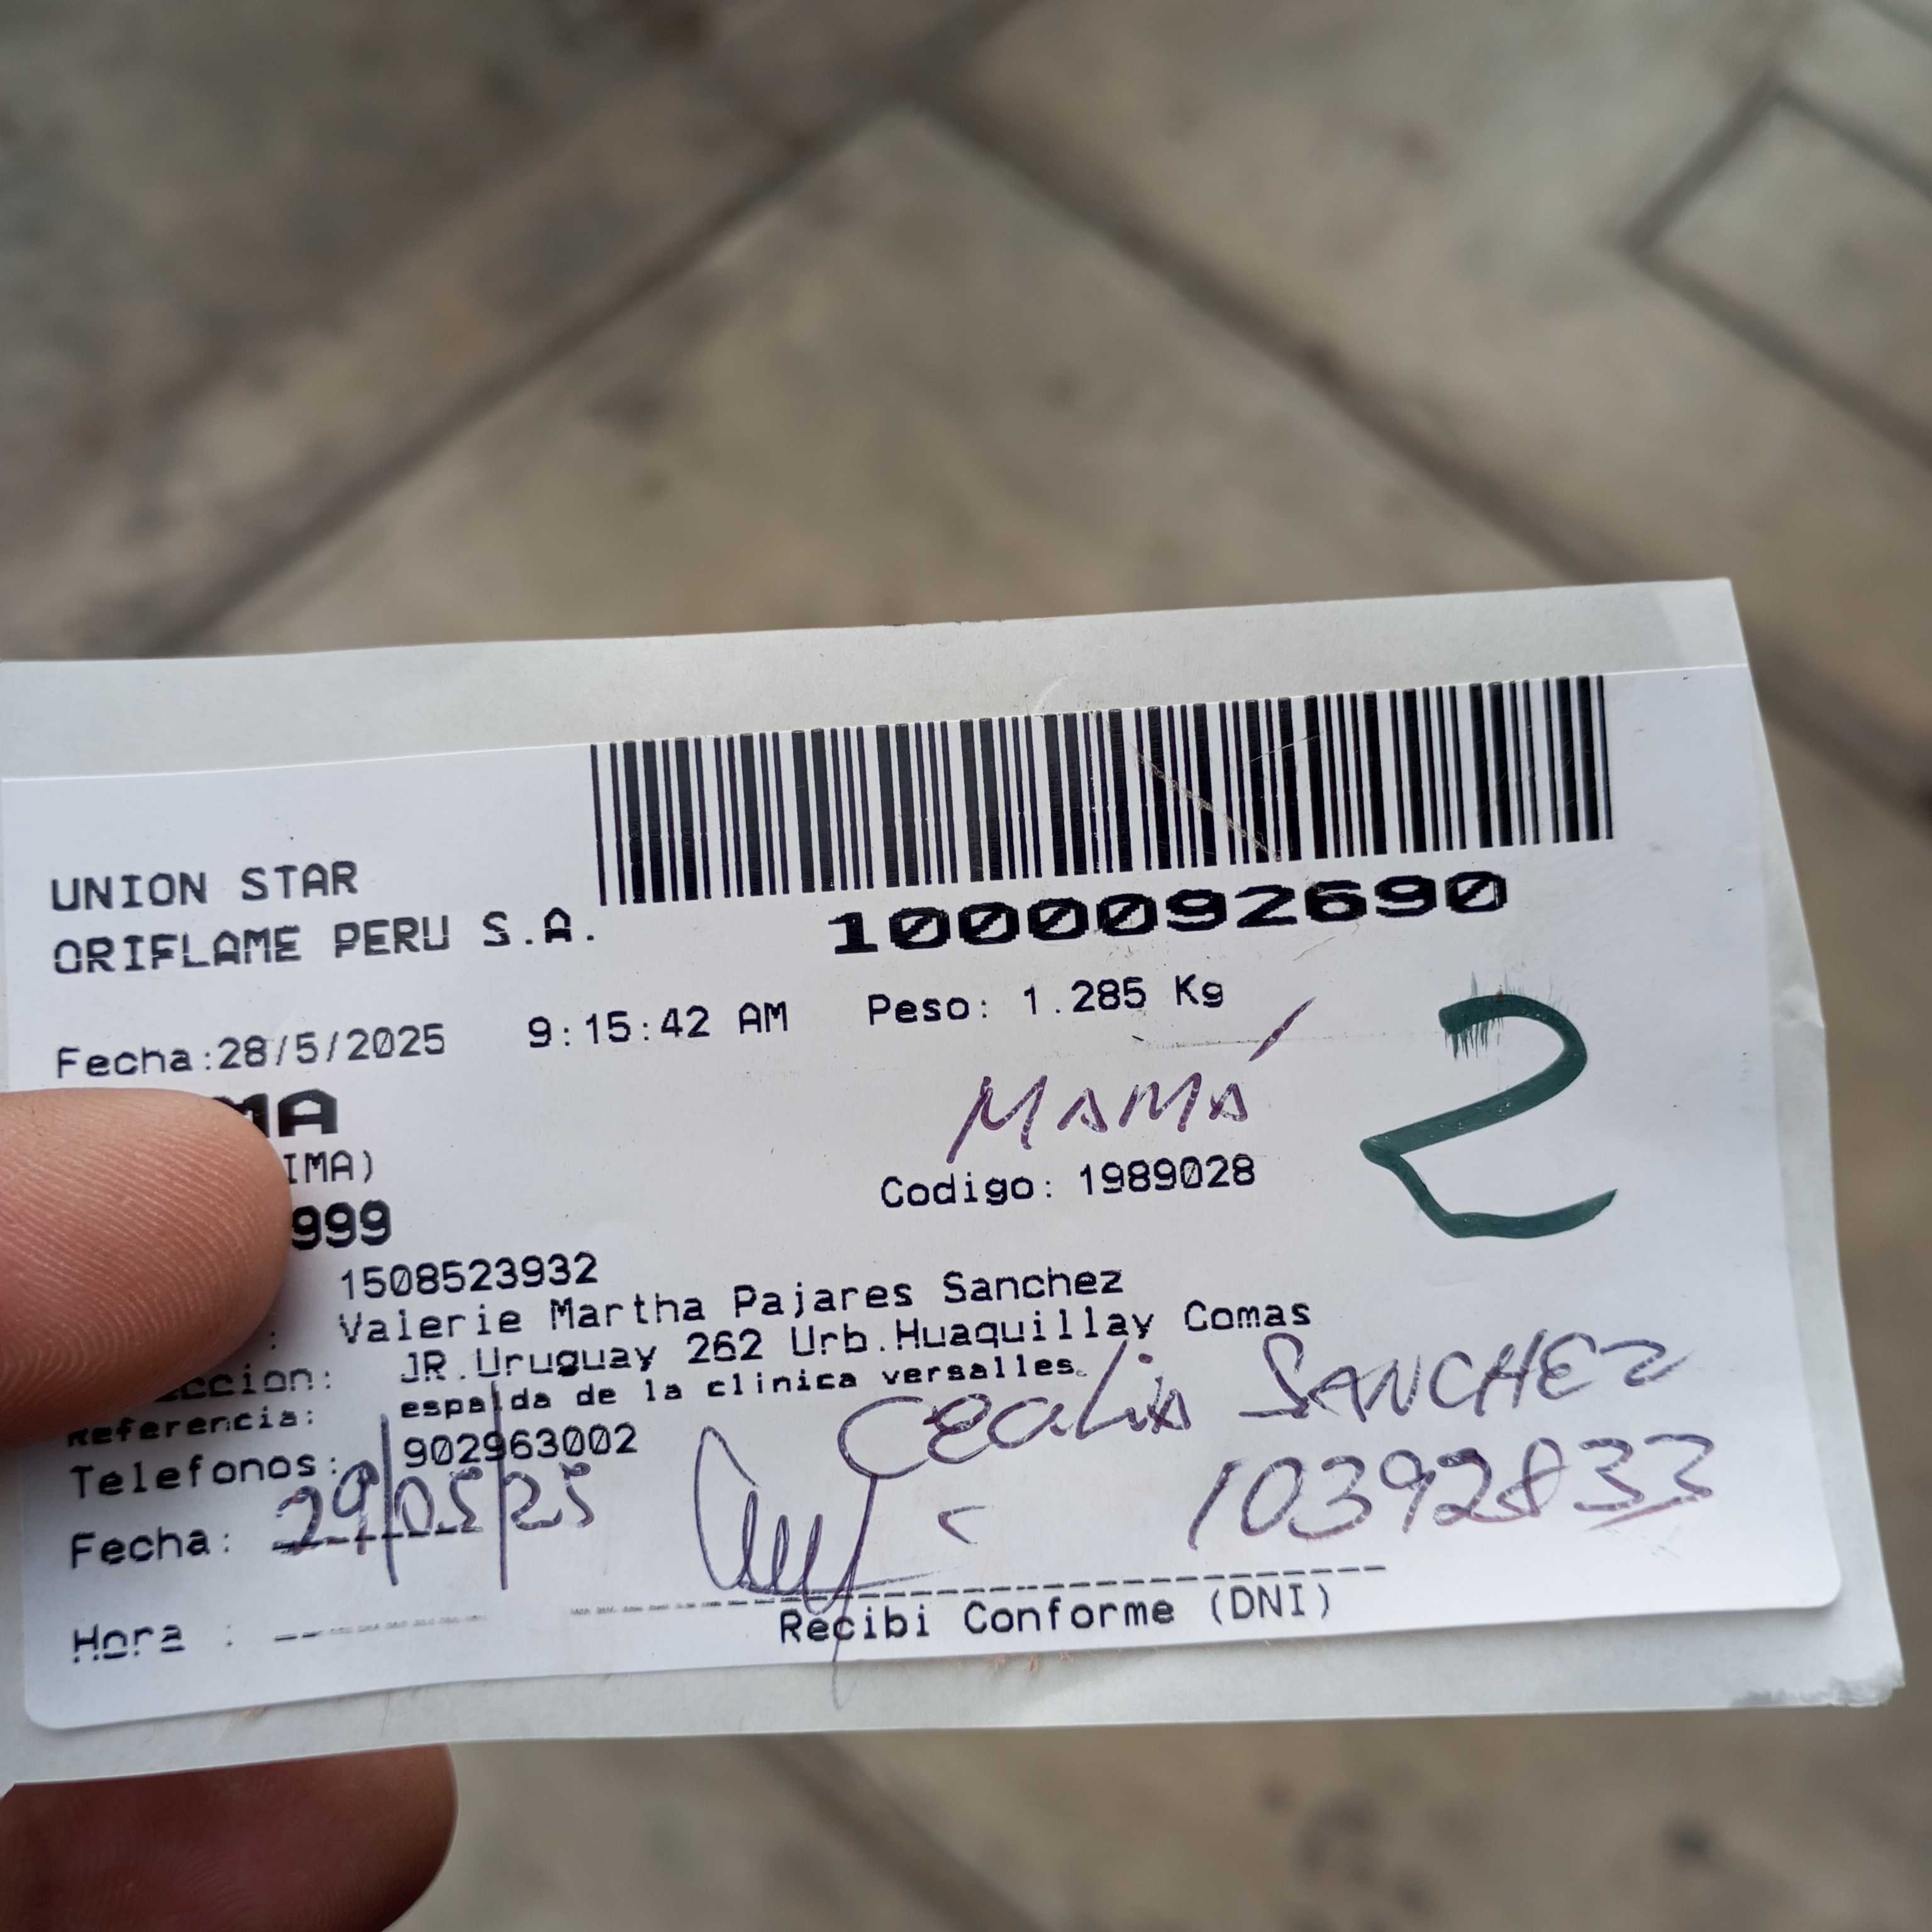 UNION STAR
ORIFLAME PERU S.A.
1000092690
Fecha:28/5/2025 9:15:42 AM Peso: 1.285 Kg
MA
MAMÁ
2
IMA)
Codigo: 1989028
999
1508523932
: Valerie Martha Pajares Sanchez
eccion: JR.Uruguay 262 Urb.Huaquillay Comas
Referencia: espalda de la clinica versalles.
CECILIA SANCHEZ
Telefonos: 902963002
10392833
Fecha: 29/05/25
Hora :
Recibi Conforme (DNI)